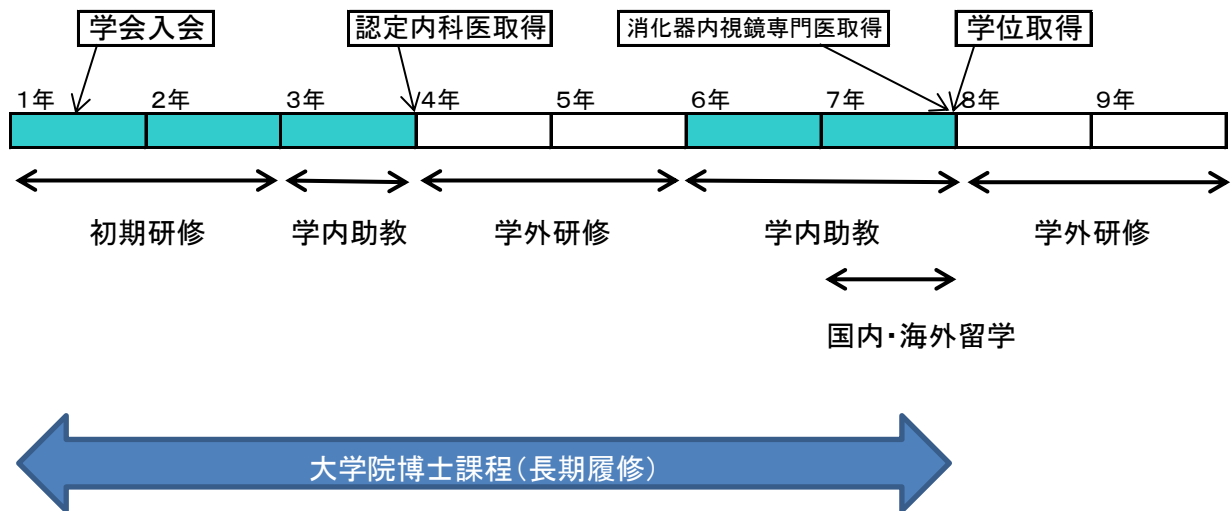 学会入会
認定内科医取得
消化器内視鏡専門医取得
学位取得
1年
2年
3年
4年
5年
6年
7年
8年
9年
初期研修
学内助教
学外研修
学内助教
学外研修
国内・海外留学
大学院博士課程(長期履修)